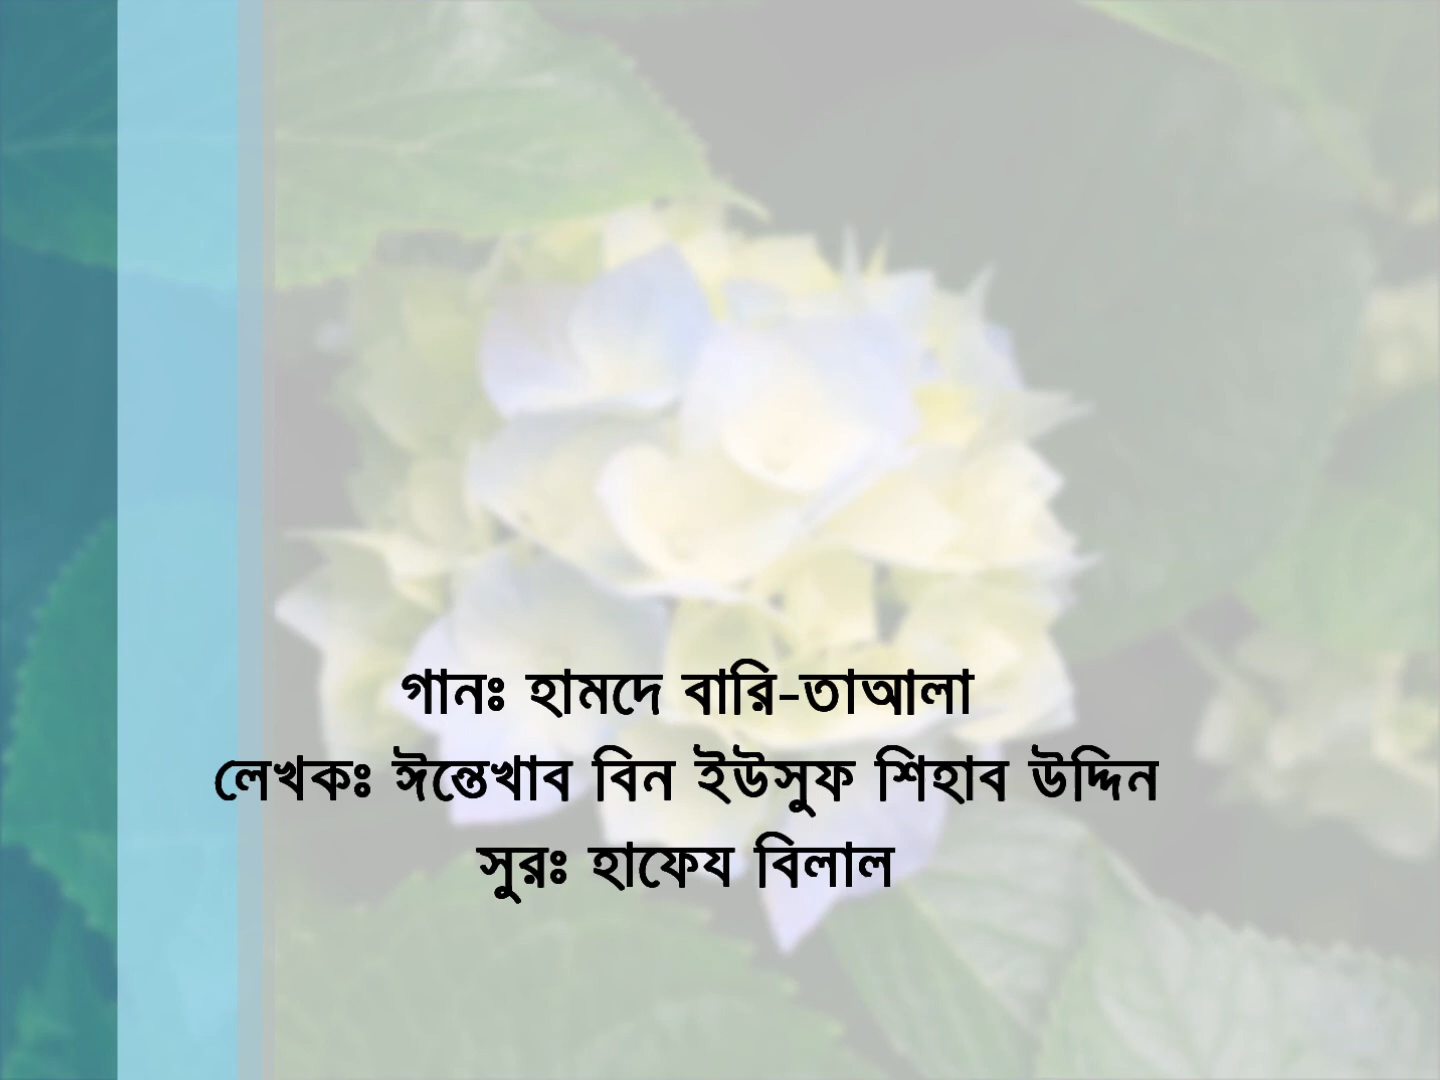 গানঃ হামদে বারি-তাআলা
লেখকঃ ঈন্তেখাব বিন ইউসুফ শিহাব উদ্দিন
সুরঃ হাফেয বিলাল